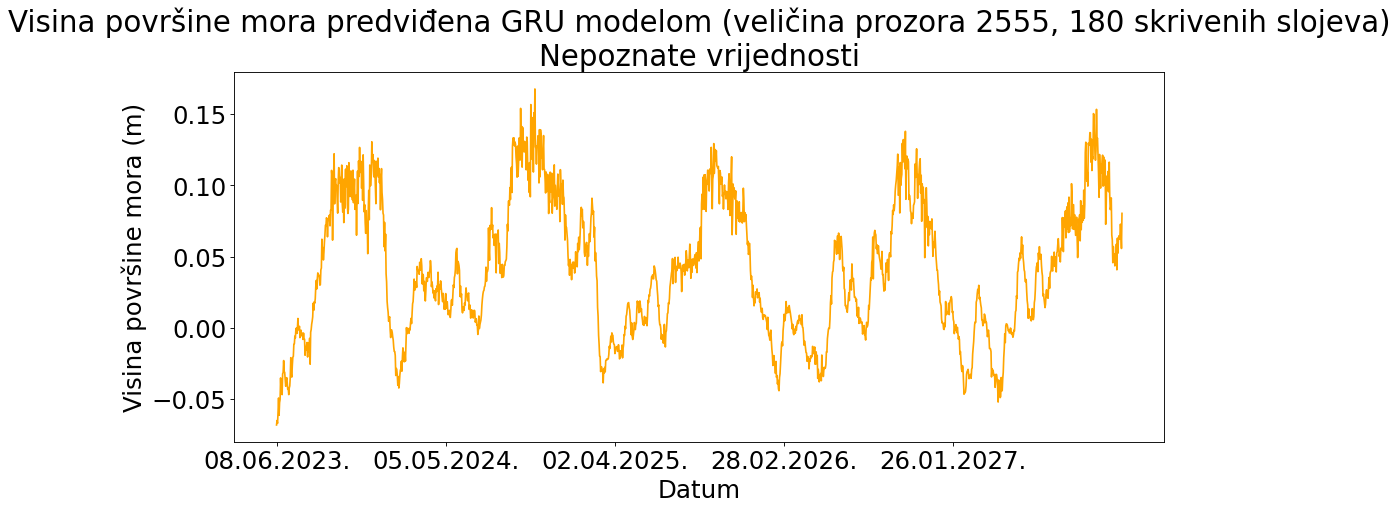 Visina površine mora predviđena GRU modelom (veličina prozora 2555, 180 skrivenih slojeva)
Nepoznate vrijednosti
Visina površine mora (m)
0.15
0.10
0.05
0.00
−0.05
08.06.2023. 05.05.2024. 02.04.2025. 28.02.2026. 26.01.2027.
Datum